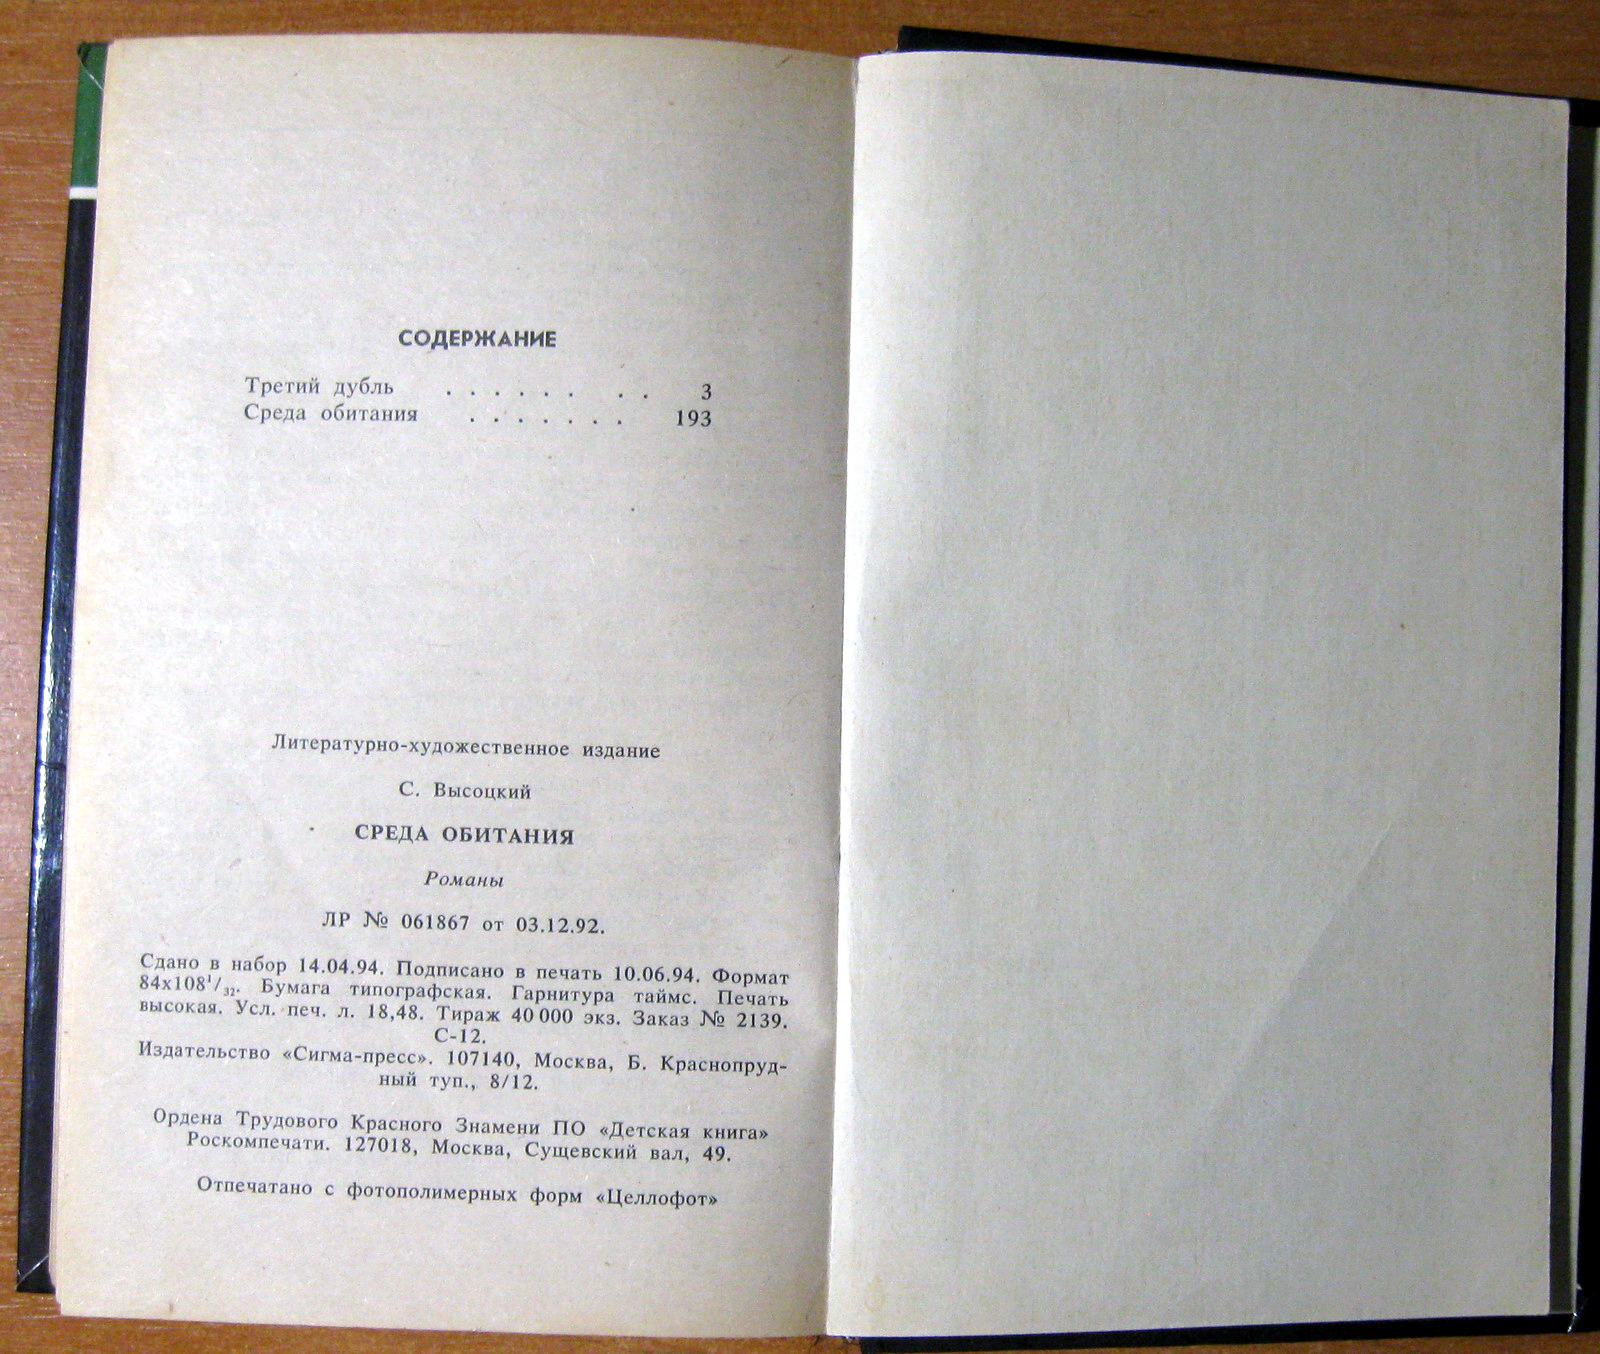 СОДЕРЖАНИЕ
Третий дубль . . . . . . . . 3
Среда обитания . . . . . . . 193
Литературно-художественное издание
С. Высоцкий
СРЕДА ОБИТАНИЯ
Романы
ЛР № 061867 от 03.12.92.
Сдано в набор 14.04.94. Подписано в печать 10.06.94. Формат
84х108¹/₃₂. Бумага типографская. Гарнитура таймс. Печать
высокая. Усл. печ. л. 18,48. Тираж 40 000 экз. Заказ № 2139.
С-12.
Издательство «Сигма-пресс». 107140, Москва, Б. Краснопруд-
ный туп., 8/12.
Ордена Трудового Красного Знамени ПО «Детская книга»
Роскомпечати. 127018, Москва, Сущевский вал, 49.
Отпечатано с фотополимерных форм «Целлофот»